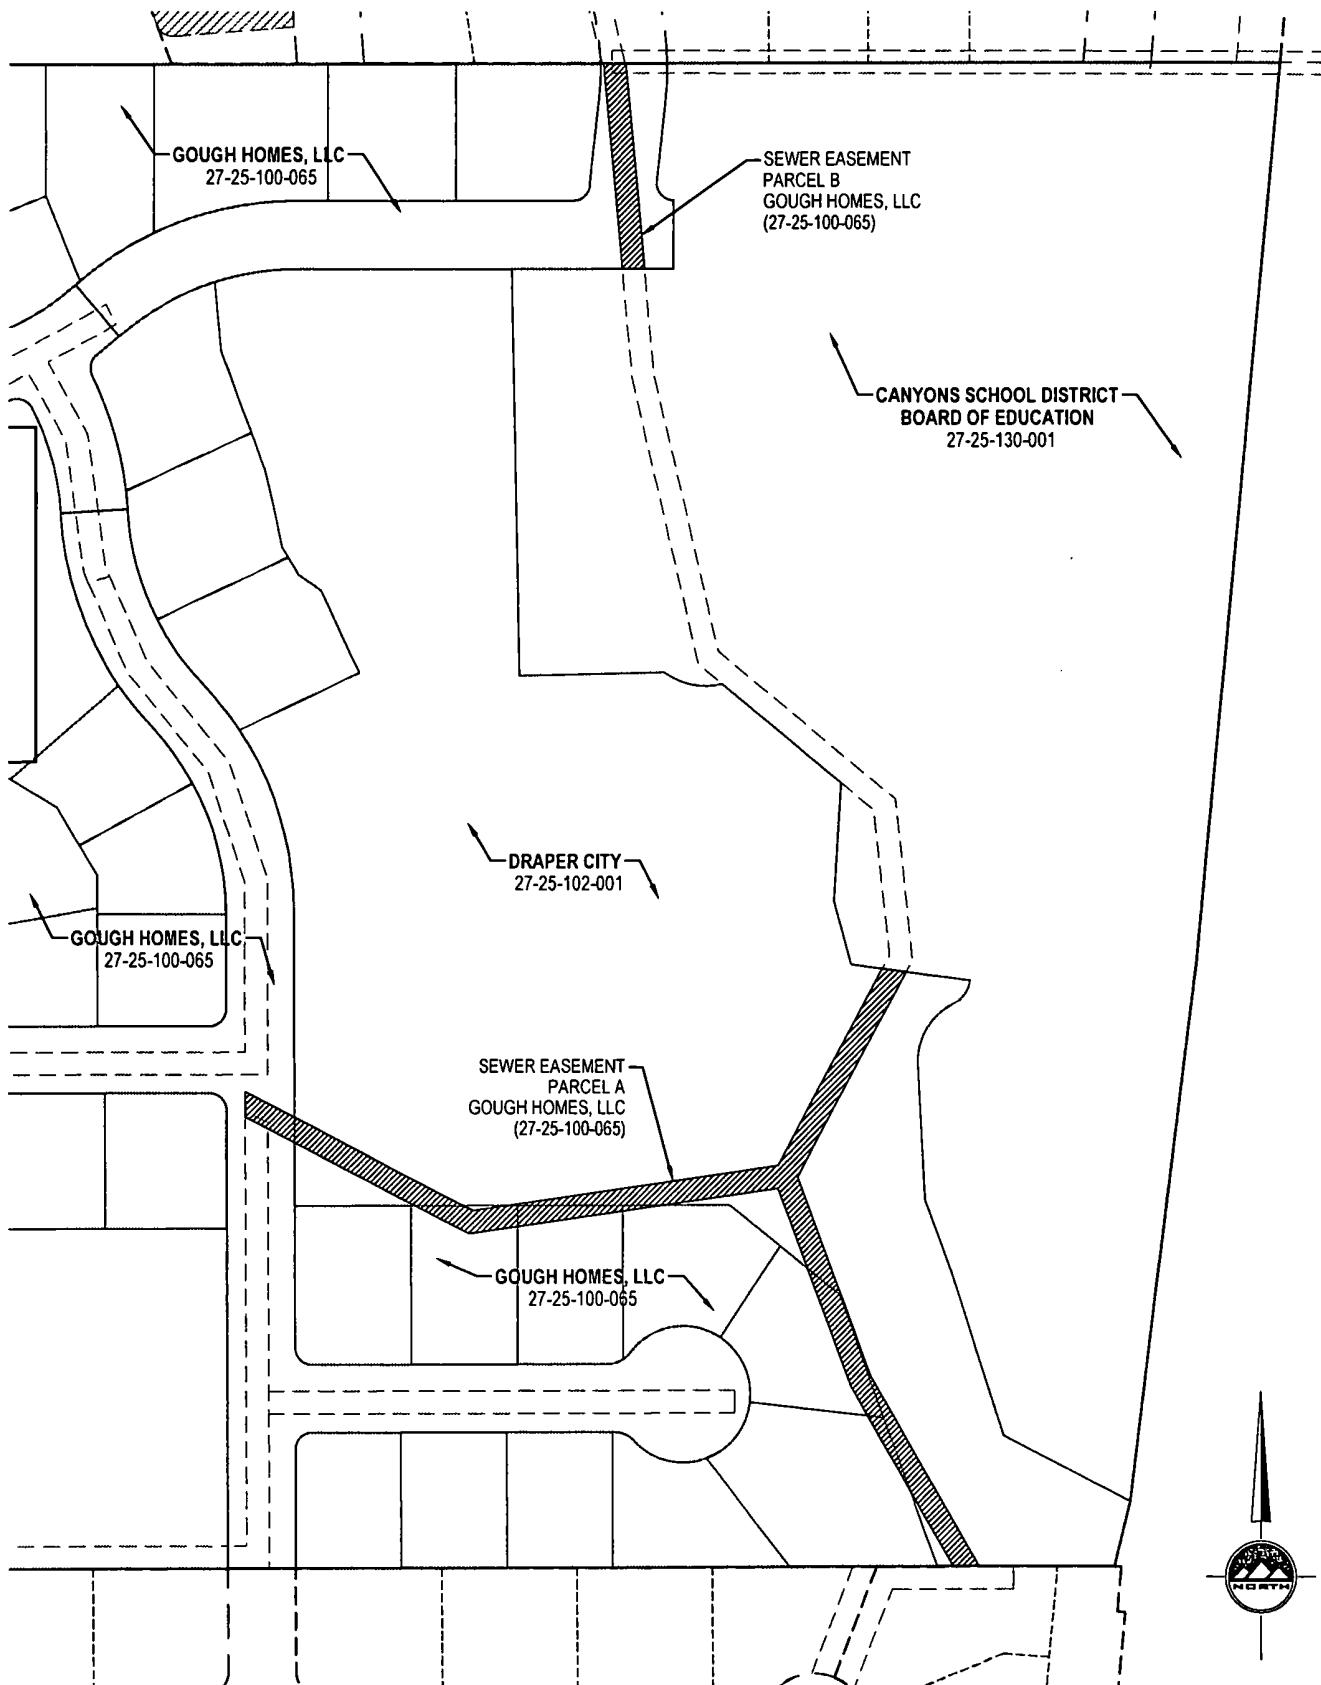 GOUGH HOMES, LLC
27-25-100-065
SEWER EASEMENT
PARCEL B
GOUGH HOMES, LLC
(27-25-100-065)
CANYONS SCHOOL DISTRICT
BOARD OF EDUCATION
27-25-130-001
DRAPER CITY
27-25-102-001
GOUGH HOMES, LLC
27-25-100-065
SEWER EASEMENT
PARCEL A
GOUGH HOMES, LLC
(27-25-100-065)
GOUGH HOMES, LLC
27-25-100-065
NORTH